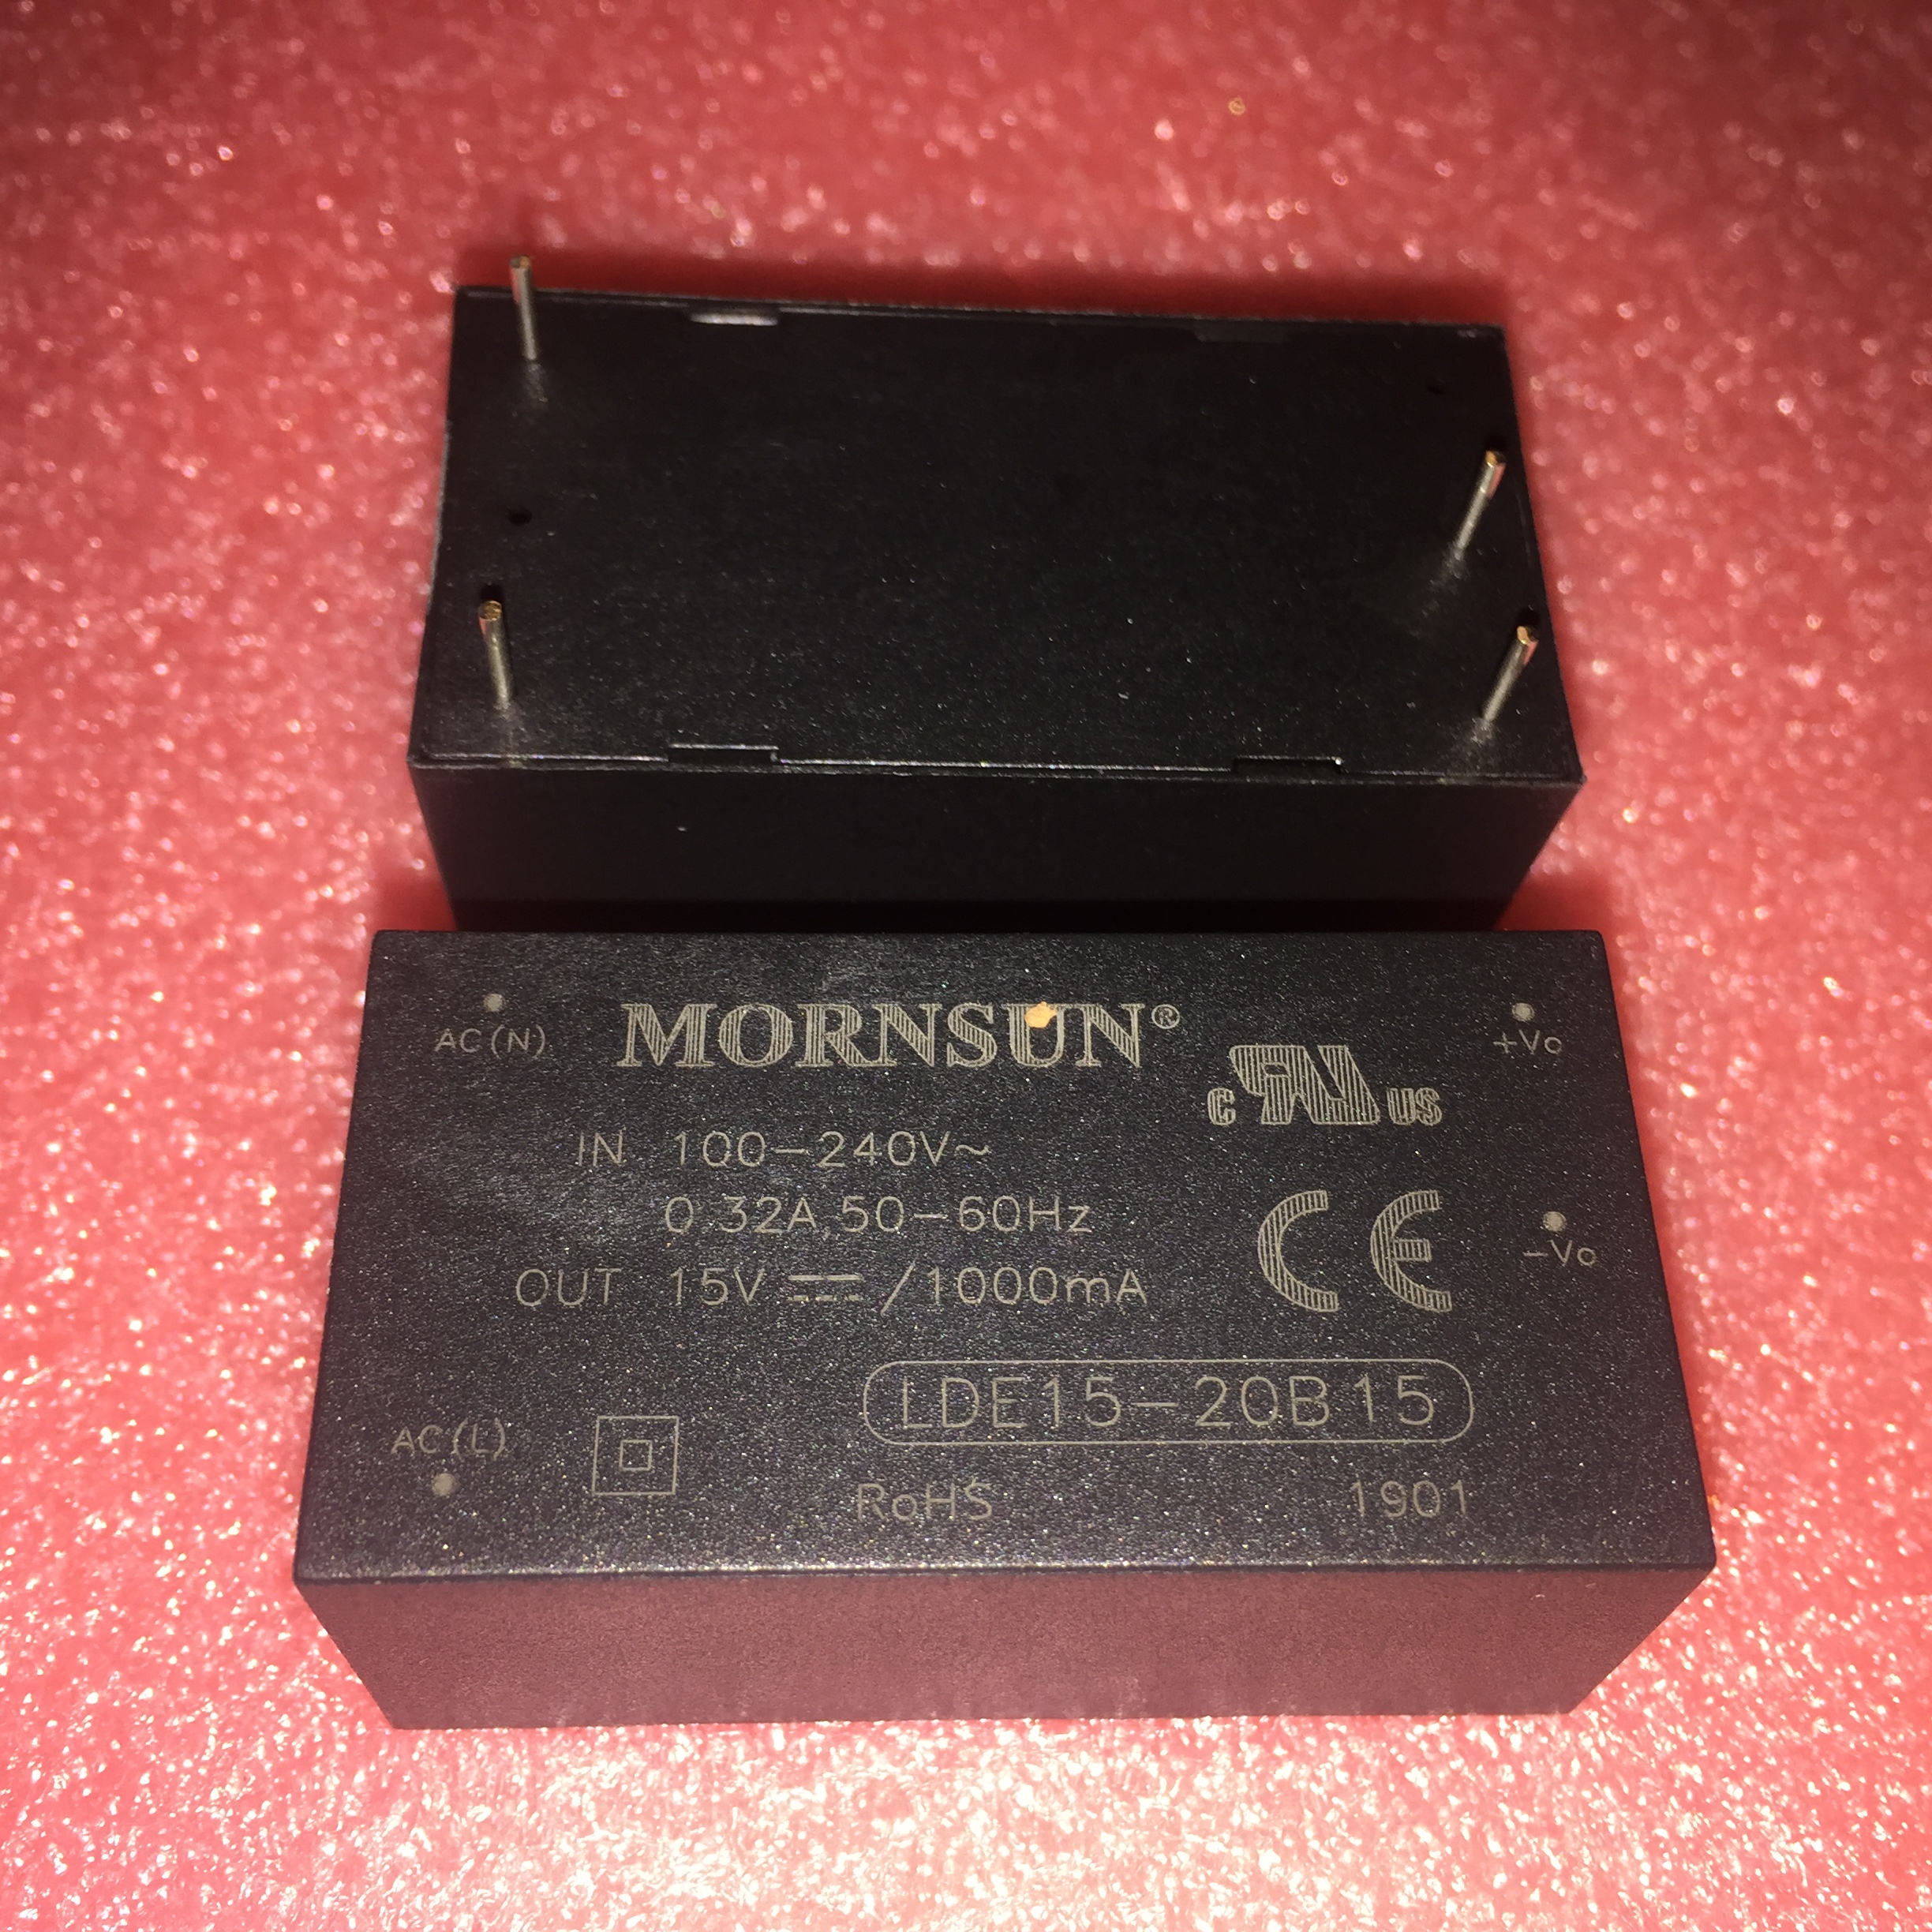 AC(N)
MORNSUN®
+Vo
c RU US
IN 100-240V~
0.32A,50-60Hz
CE
-Vo
OUT 15V⎓/1000mA
LDE15-20B15
AC(L)
RoHS
1901